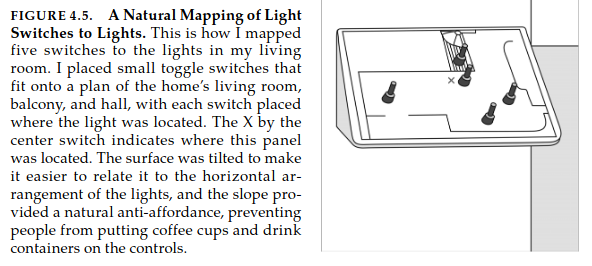 FIGURE 4.5. A Natural Mapping of Light
Switches to Lights. This is how I mapped
five switches to the lights in my living
room. I placed small toggle switches that
fit onto a plan of the home’s living room,
balcony, and hall, with each switch placed
where the light was located. The X by the
center switch indicates where this panel
was located. The surface was tilted to make
it easier to relate it to the horizontal ar-
rangement of the lights, and the slope pro-
vided a natural anti-affordance, preventing
people from putting coffee cups and drink
containers on the controls.
X